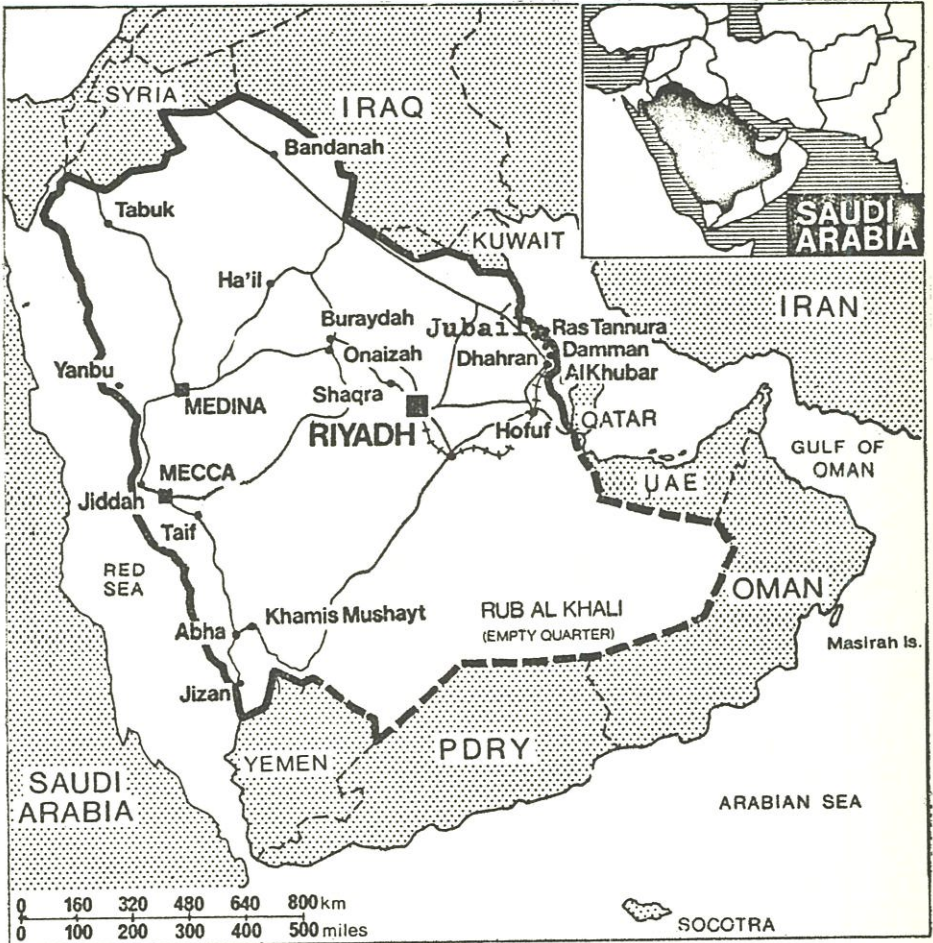 SYRIA
IRAQ
Bandanah
Tabuk
KUWAIT
SAUDI
ARABIA
Ha'il
IRAN
Buraydah
Jubail
Ras Tannura
Onaizah
Dhahran
Damman
Yanbu
AlKhubar
Shaqra
MEDINA
RIYADH
Hofuf
QATAR
GULF OF
OMAN
MECCA
UAE
Jiddah
Taif
RED
SEA
OMAN
RUB AL KHALI
(EMPTY QUARTER)
Khamis Mushayt
Abha
Masirah Is.
Jizan
YEMEN
PDRY
SAUDI
ARABIA
ARABIAN SEA
0 160 320 480 640 800 km
0 100 200 300 400 500 miles
SOCOTRA